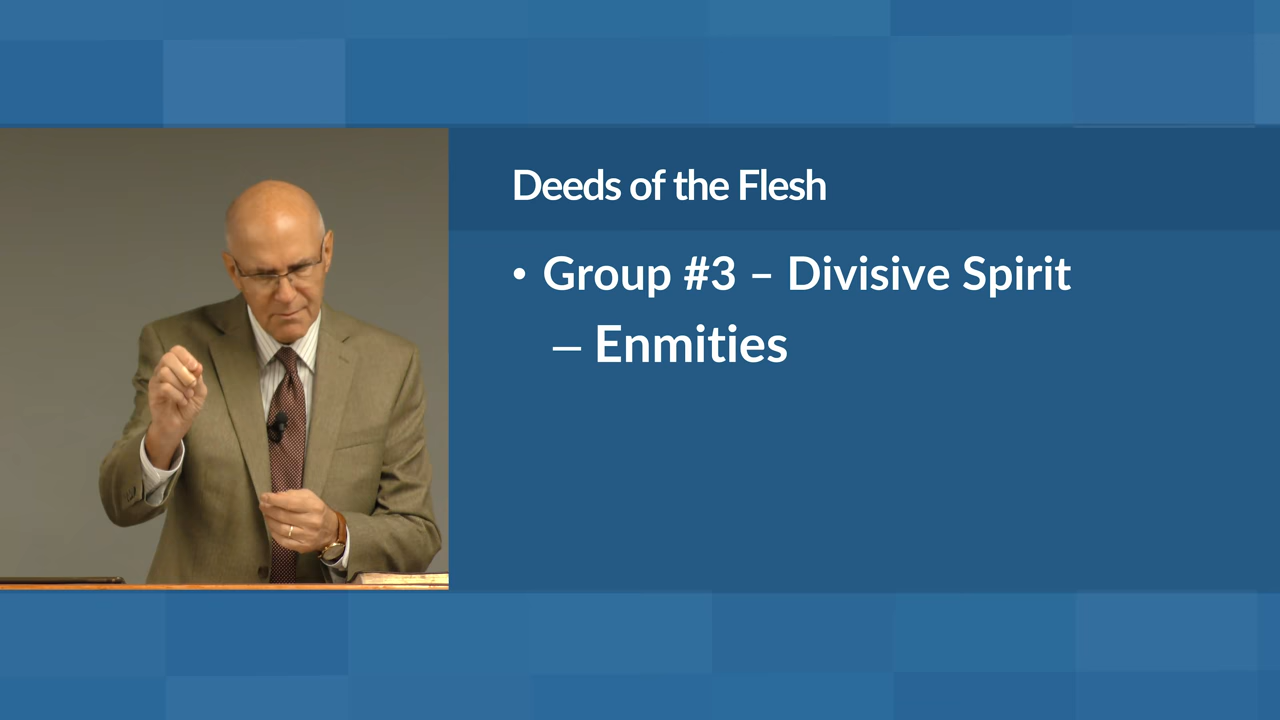 Deeds of the Flesh
• Group #3 – Divisive Spirit
– Enmities